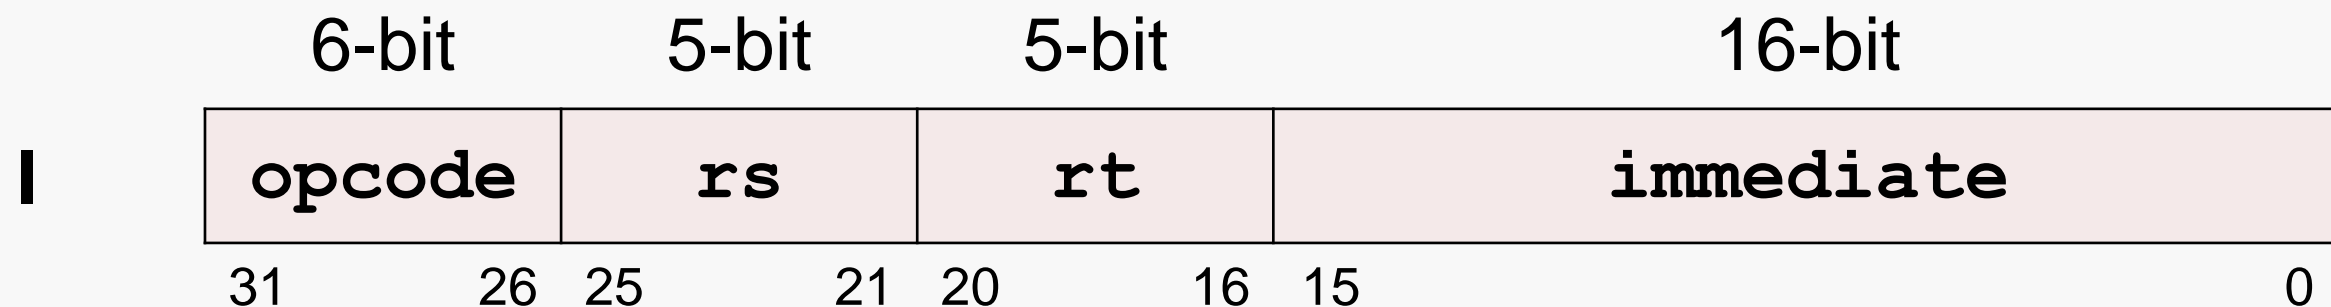 6-bit 5-bit 5-bit 16-bit
I opcode rs rt immediate
31 26 25 21 20 16 15 0